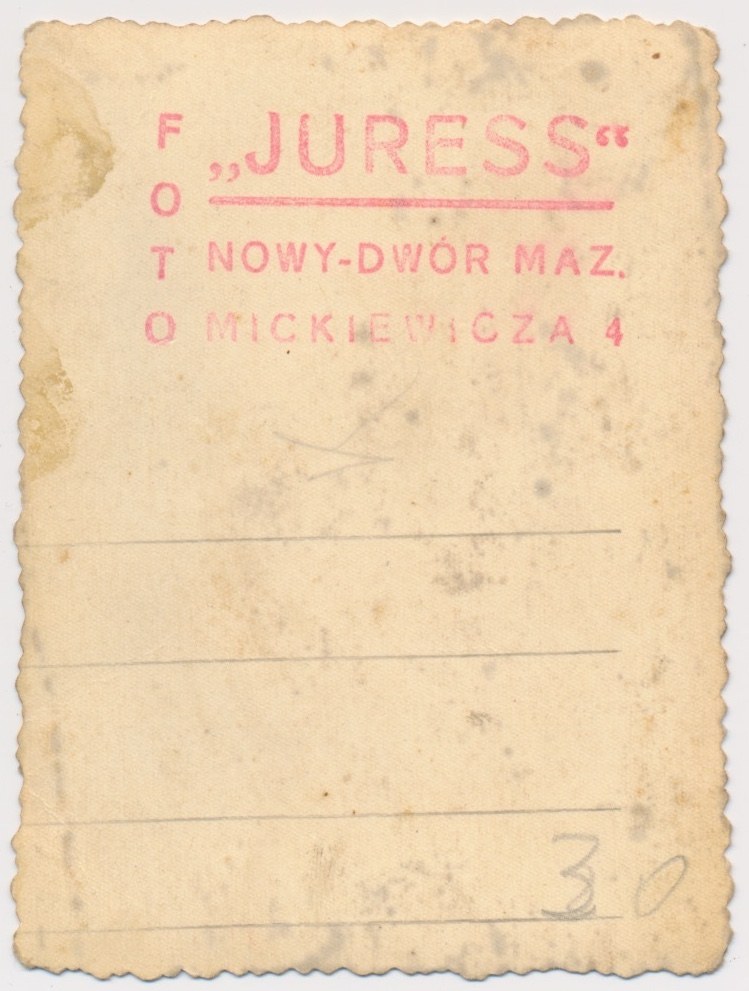 FOTO
„JURESS“
NOWY-DWÓR MAZ.
MICKIEWICZA 4
30